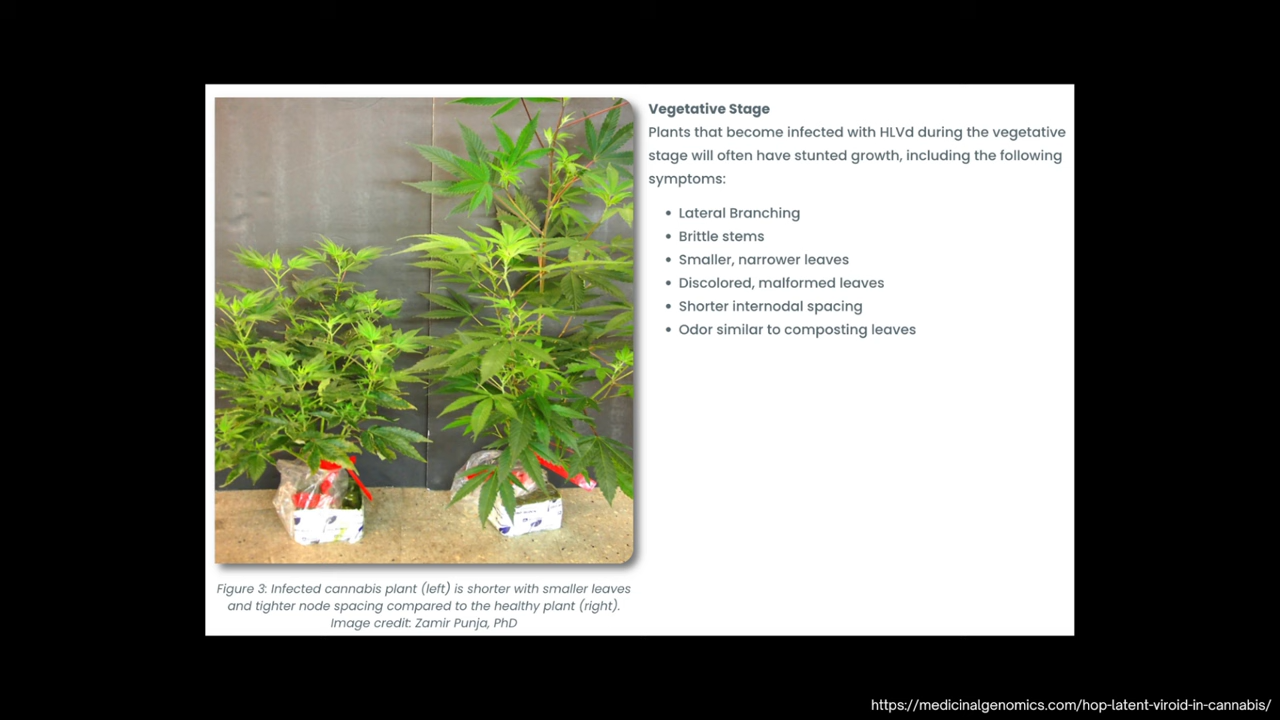 Vegetative Stage
Plants that become infected with HLVd during the vegetative
stage will often have stunted growth, including the following
symptoms:
• Lateral Branching
• Brittle stems
• Smaller, narrower leaves
• Discolored, malformed leaves
• Shorter internodal spacing
• Odor similar to composting leaves
Figure 3: Infected cannabis plant (left) is shorter with smaller leaves
and tighter node spacing compared to the healthy plant (right).
Image credit: Zamir Punja, PhD
https://medicinalgenomics.com/hop-latent-viroid-in-cannabis/